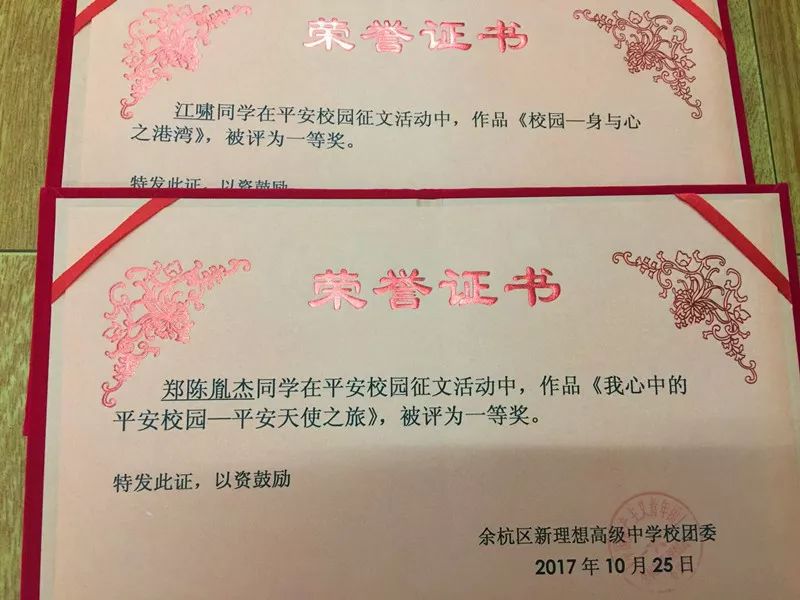 荣誉证书
江啸同学在平安校园征文活动中，作品《校园—身与心
之港湾》，被评为一等奖。
特发此证，以资鼓励
荣誉证书
郑陈胤杰同学在平安校园征文活动中，作品《我心中的
平安校园—平安天使之旅》，被评为一等奖。
特发此证，以资鼓励
余杭区新理想高级中学校团委
2017年10月25日